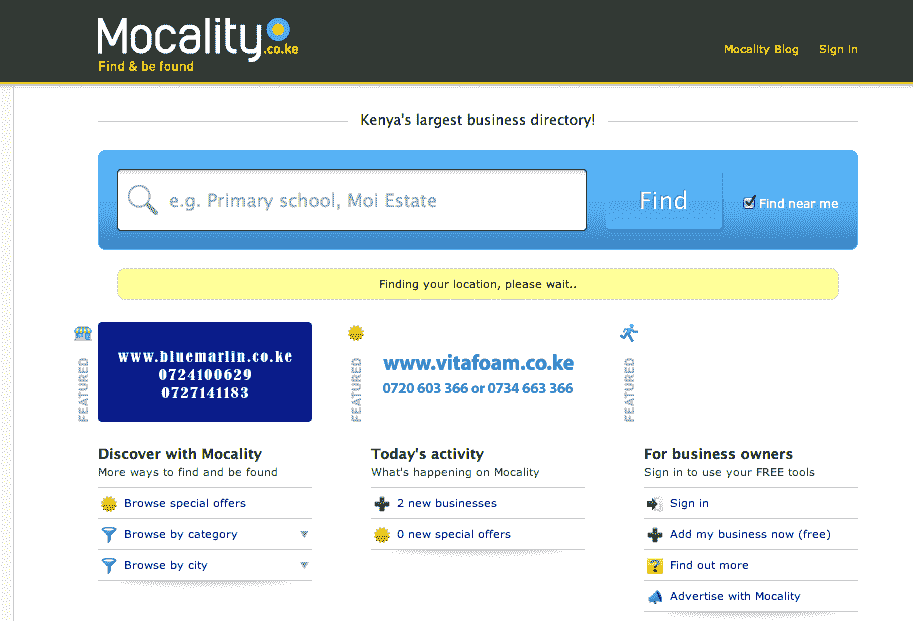 Mocality.co.ke
Find & be found
Mocality Blog
Sign In
Kenya's largest business directory!
e.g. Primary school, Moi Estate
Find
Find near me
Finding your location, please wait..
FEATURED
www.bluemarlin.co.ke
0724100629
0727141183
FEATURED
www.vitafoam.co.ke
0720 603 366 or 0734 663 366
FEATURED
Discover with Mocality
More ways to find and be found
Browse special offers
Browse by category
Browse by city
Today's activity
What's happening on Mocality
2 new businesses
0 new special offers
For business owners
Sign in to use your FREE tools
Sign in
Add my business now (free)
Find out more
Advertise with Mocality